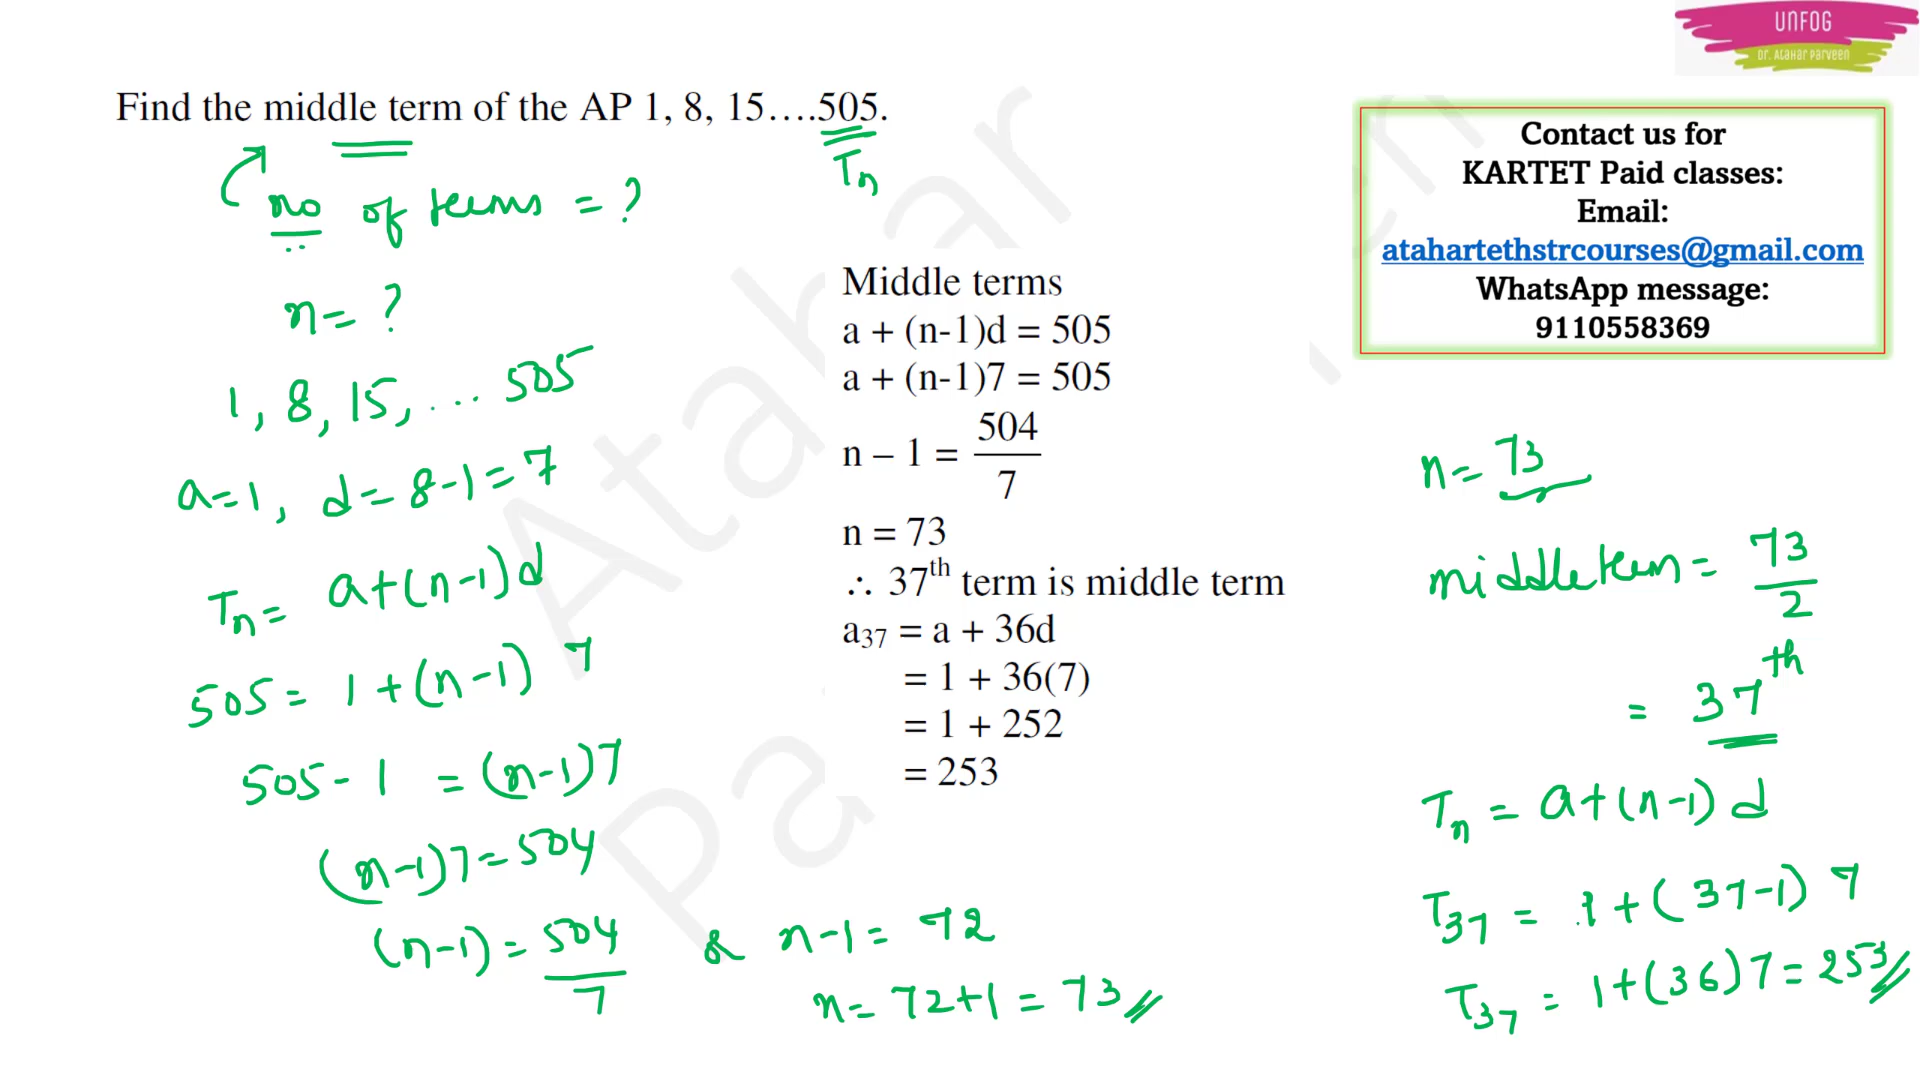 UNFOG
Dr. Atahar Parveen
Find the middle term of the AP 1, 8, 15....505.
Tn
no of terms = ?
n = ?
1, 8, 15, ... 505
a=1, d = 8-1 = 7
Tn = a+(n-1)d
505 = 1+(n-1) 7
505-1 = (n-1)7
(n-1)7 = 504
(n-1) = 504/7 & n-1 = 72
n = 72+1 = 73
Middle terms
a + (n-1)d = 505
a + (n-1)7 = 505
n – 1 = 504/7
n = 73
∴ 37th term is middle term
a37 = a + 36d
= 1 + 36(7)
= 1 + 252
= 253
Contact us for
KARTET Paid classes:
Email:
atahartethstrcourses@gmail.com
WhatsApp message:
9110558369
n = 73
middle term = 73/2
= 37th
Tn = a+(n-1) d
T37 = 1+(37-1) 7
T37 = 1+(36)7 = 253
Atahar
Parveen